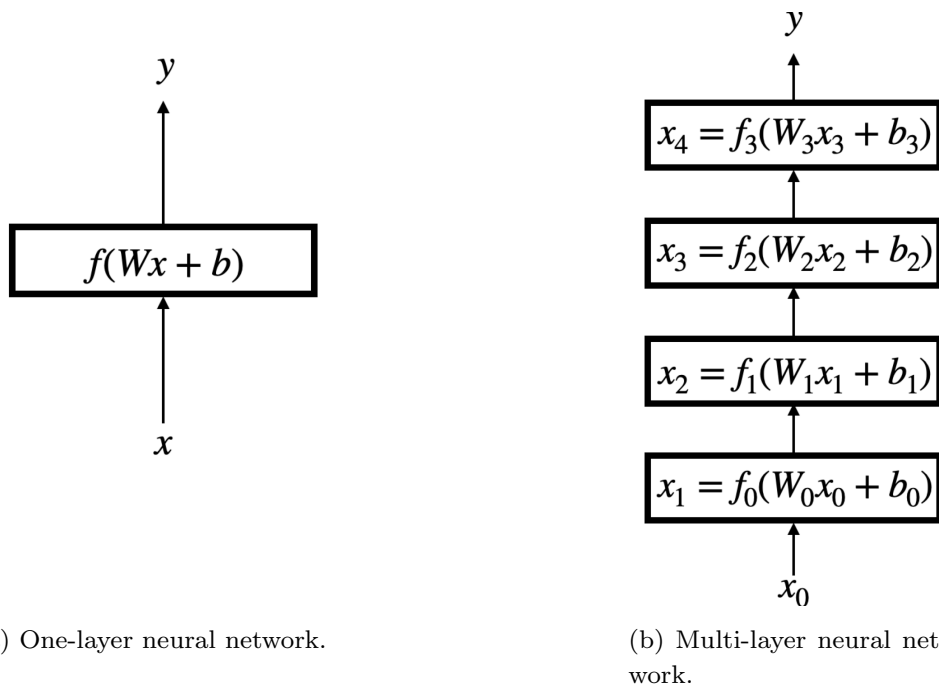 y
f(Wx + b)
x
) One-layer neural network.
y
x₄ = f₃(W₃x₃ + b₃)
x₃ = f₂(W₂x₂ + b₂)
x₂ = f₁(W₁x₁ + b₁)
x₁ = f₀(W₀x₀ + b₀)
x₀
(b) Multi-layer neural net-
work.